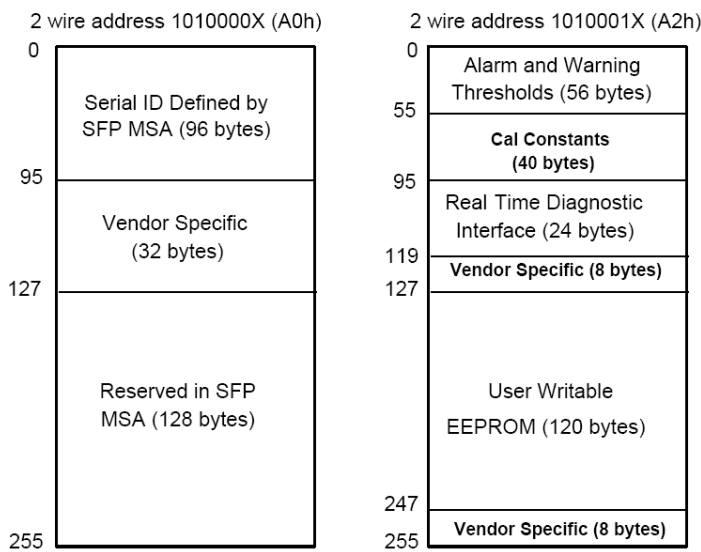 2 wire address 1010000X (A0h)
0
Serial ID Defined by
SFP MSA (96 bytes)
95
Vendor Specific
(32 bytes)
127
Reserved in SFP
MSA (128 bytes)
255
2 wire address 1010001X (A2h)
0
Alarm and Warning
Thresholds (56 bytes)
55
Cal Constants
(40 bytes)
95
Real Time Diagnostic
Interface (24 bytes)
119
Vendor Specific (8 bytes)
127
User Writable
EEPROM (120 bytes)
247
Vendor Specific (8 bytes)
255